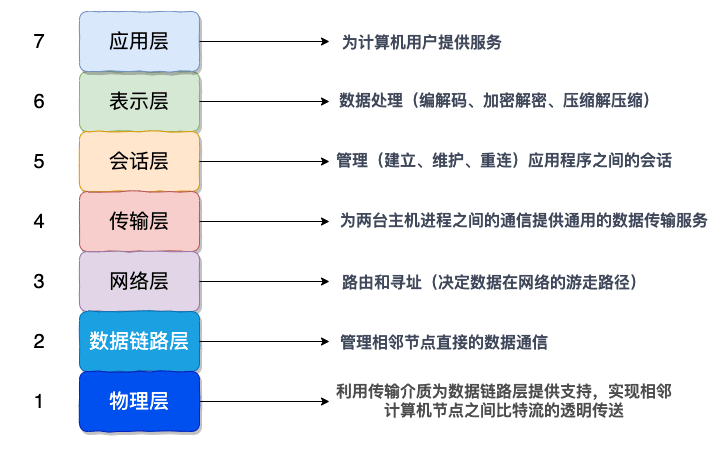 7 应用层 为计算机用户提供服务
6 表示层 数据处理（编解码、加密解密、压缩解压缩）
5 会话层 管理（建立、维护、重连）应用程序之间的会话
4 传输层 为两台主机进程之间的通信提供通用的数据传输服务
3 网络层 路由和寻址（决定数据在网络的游走路径）
2 数据链路层 管理相邻节点直接的数据通信
1 物理层 利用传输介质为数据链路层提供支持，实现相邻
计算机节点之间比特流的透明传送